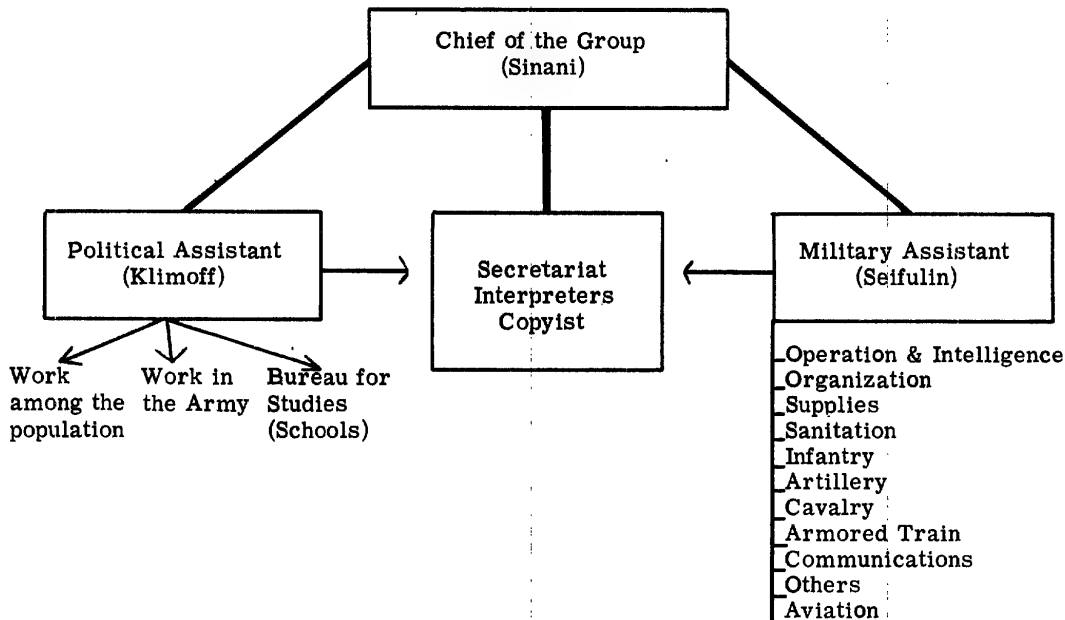 Chief of the Group
(Sinani)
Political Assistant
(Klimoff)
Secretariat
Interpreters
Copyist
Military Assistant
(Seifulin)
Work
among the
population
Work in
the Army
Bureau for
Studies
(Schools)
Operation & Intelligence
Organization
Supplies
Sanitation
Infantry
Artillery
Cavalry
Armored Train
Communications
Others
Aviation